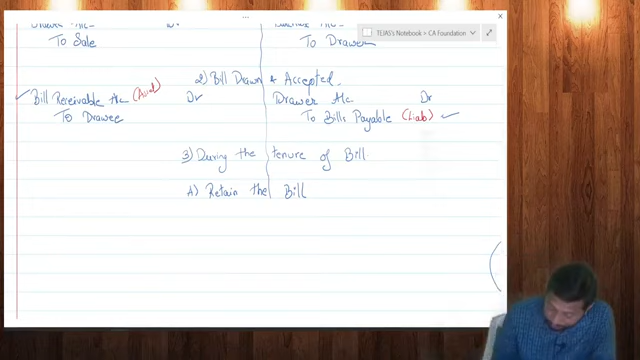 Dr
To Sale
To Drawer
TEJAS's Notebook > CA Foundation
2) Bill Drawn & Accepted.
Bill Receivable A/c (Asset) Dr
To Drawee
Drawer A/c Dr
To Bills Payable (Liab)
3) During the tenure of Bill
A) Retain the Bill